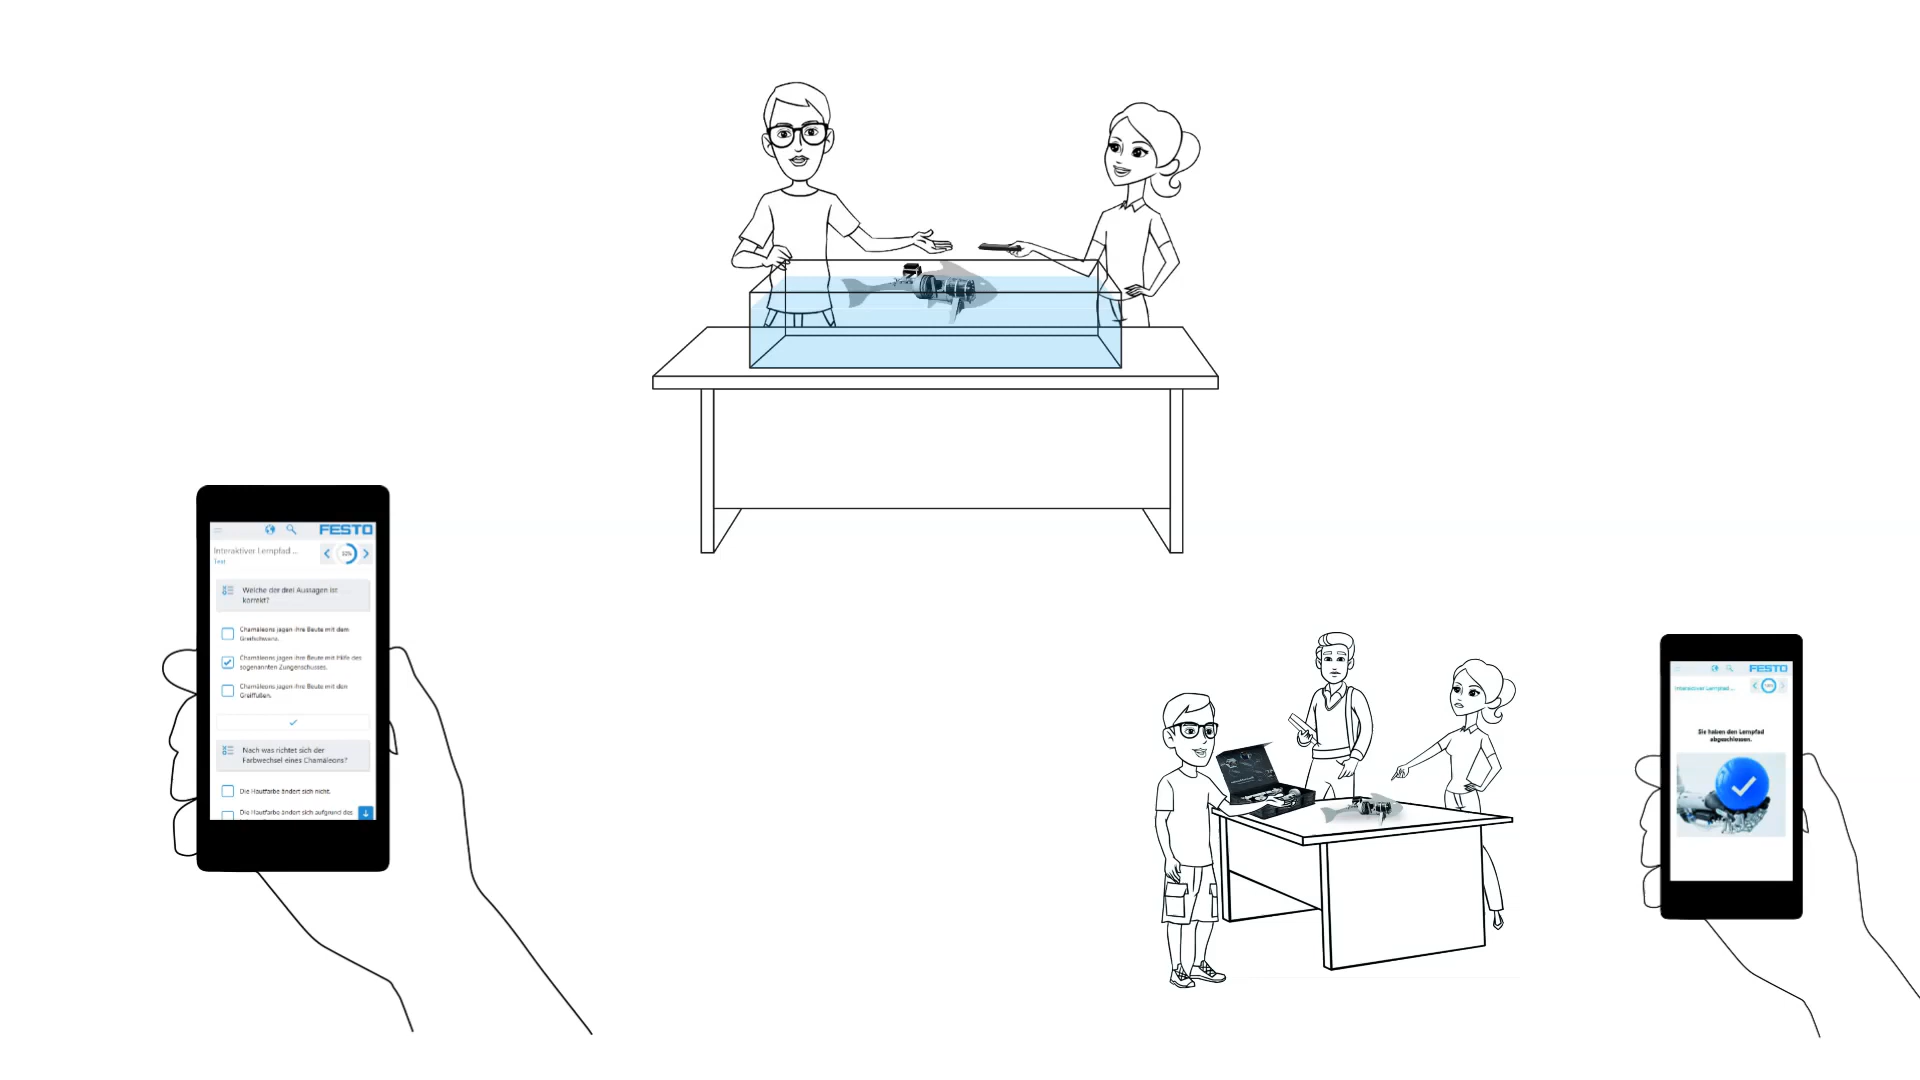 FESTO
Interaktiver Lernpfad ...
Test
Welche der drei Aussagen ist
korrekt?
Chamäleons jagen ihre Beute mit dem
Greifschwanz.
Chamäleons jagen ihre Beute mit Hilfe des
sogenannten Zungenschusses.
Chamäleons jagen ihre Beute mit den
Greiffüßen.
Nach was richtet sich der
Farbwechsel eines Chamäleons?
Die Hautfarbe ändert sich nicht.
Die Hautfarbe ändert sich aufgrund des
FESTO
Interaktiver Lernpfad ...
Sie haben den Lernpfad
abgeschlossen.